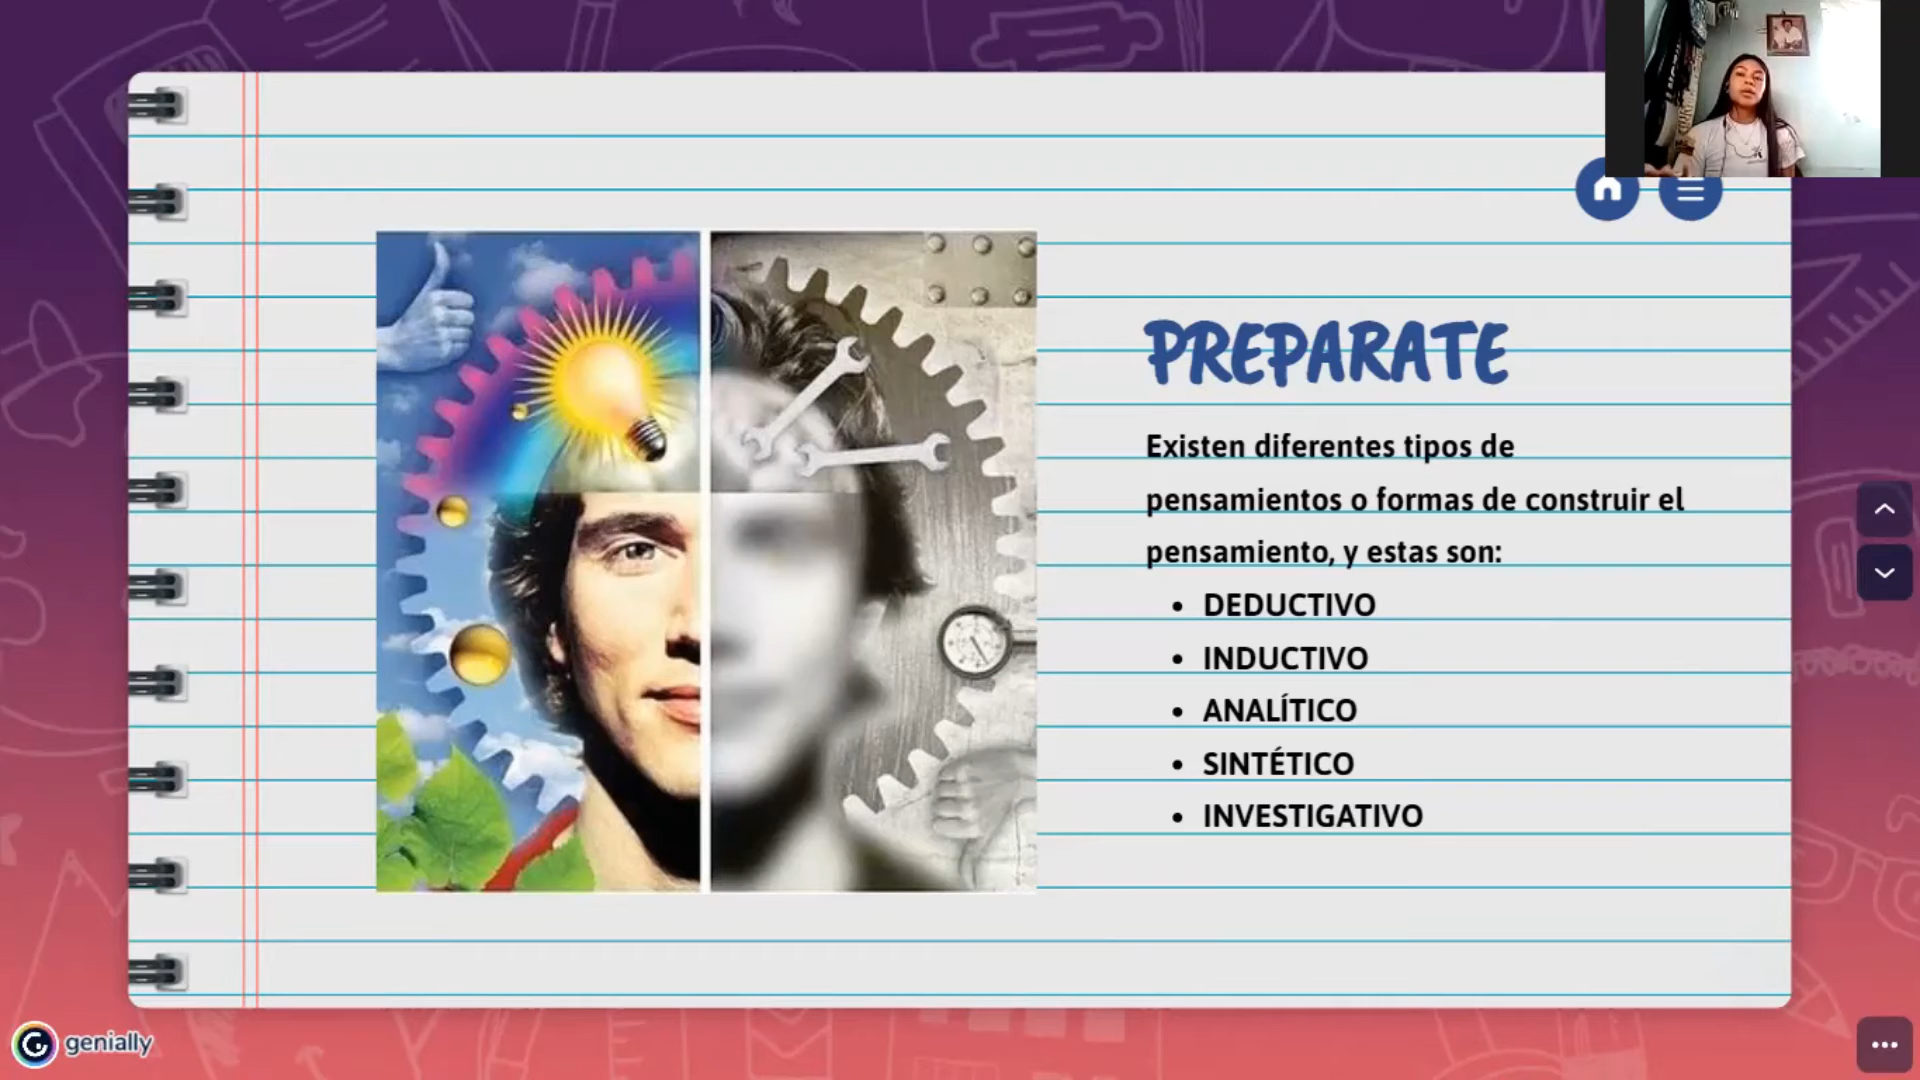 PREPARATE
Existen diferentes tipos de
pensamientos o formas de construir el
pensamiento, y estas son:
• DEDUCTIVO
• INDUCTIVO
• ANALÍTICO
• SINTÉTICO
• INVESTIGATIVO
genially